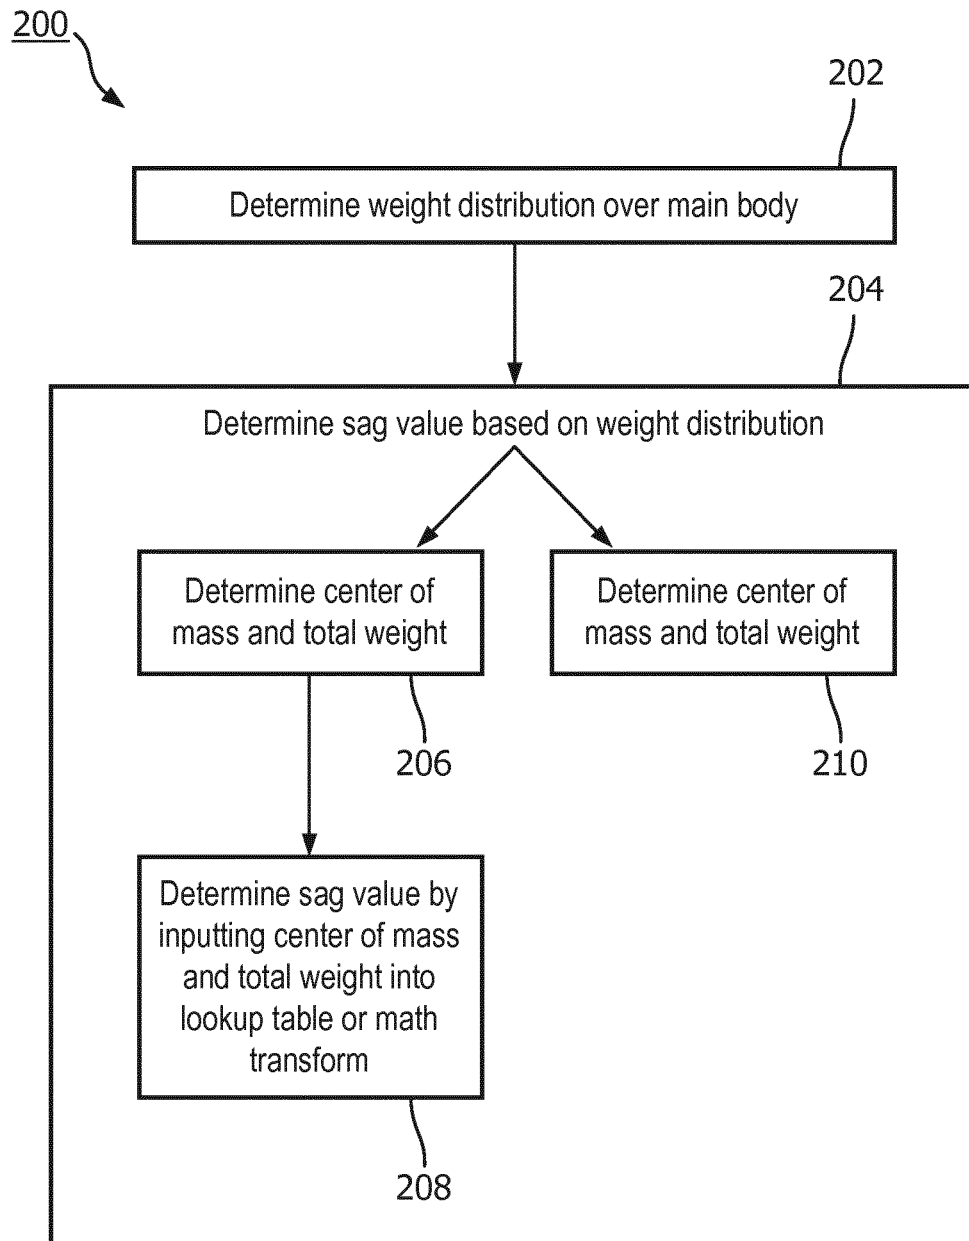 200
202
Determine weight distribution over main body
204
Determine sag value based on weight distribution
Determine center of
mass and total weight
Determine center of
mass and total weight
206
210
Determine sag value by
inputting center of mass
and total weight into
lookup table or math
transform
208